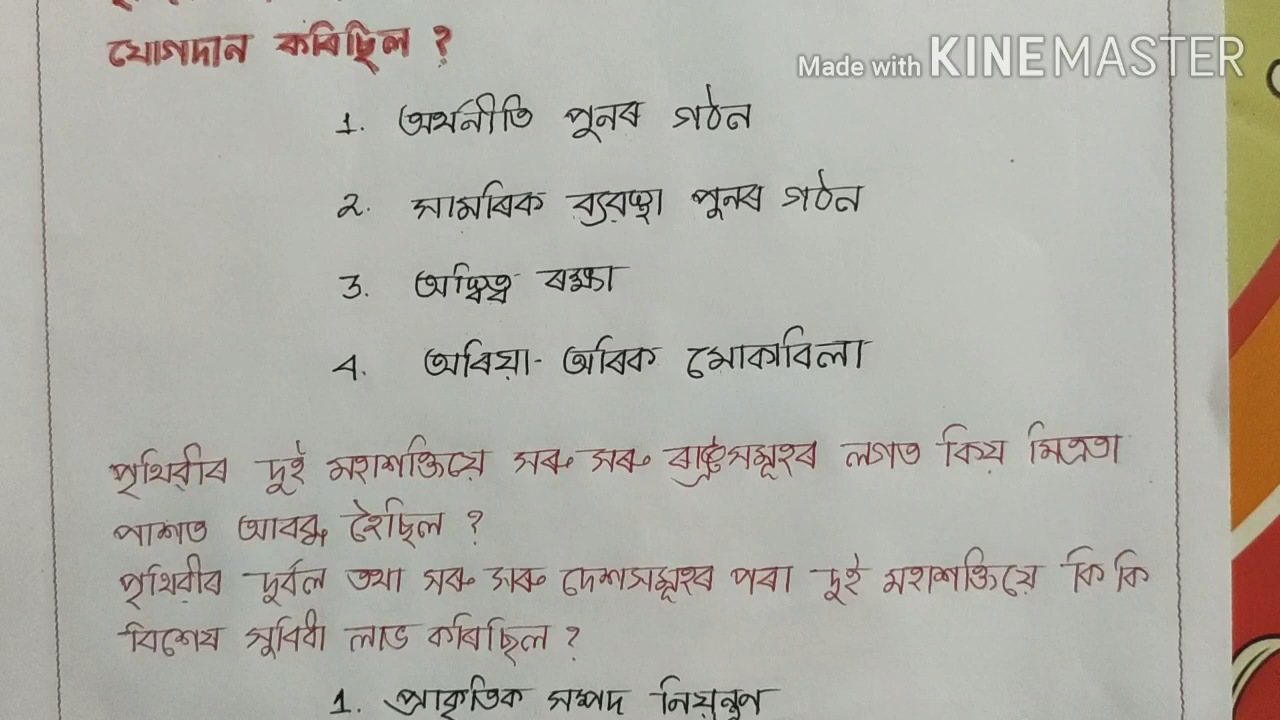 যোগদান কৰিছিল ?
Made with KINEMASTER
1. অৰ্থনীতি পুনৰ গঠন
2. সামৰিক ব্যৱস্থা পুনৰ গঠন
3. অস্তিত্ব ৰক্ষা
4. অৰিয়া-অৰিক মোকাবিলা
পৃথিৱীৰ দুই মহাশক্তিয়ে সৰু সৰু ৰাষ্ট্ৰসমূহৰ লগত কিয় মিত্ৰতা
পাশত আবদ্ধ হৈছিল ?
পৃথিৱীৰ দুৰ্বল তথা সৰু সৰু দেশসমূহৰ পৰা দুই মহাশক্তিয়ে কি কি
বিশেষ সুবিধা লাভ কৰিছিল ?
1. প্ৰাকৃতিক সম্পদ নিয়ন্ত্ৰণ